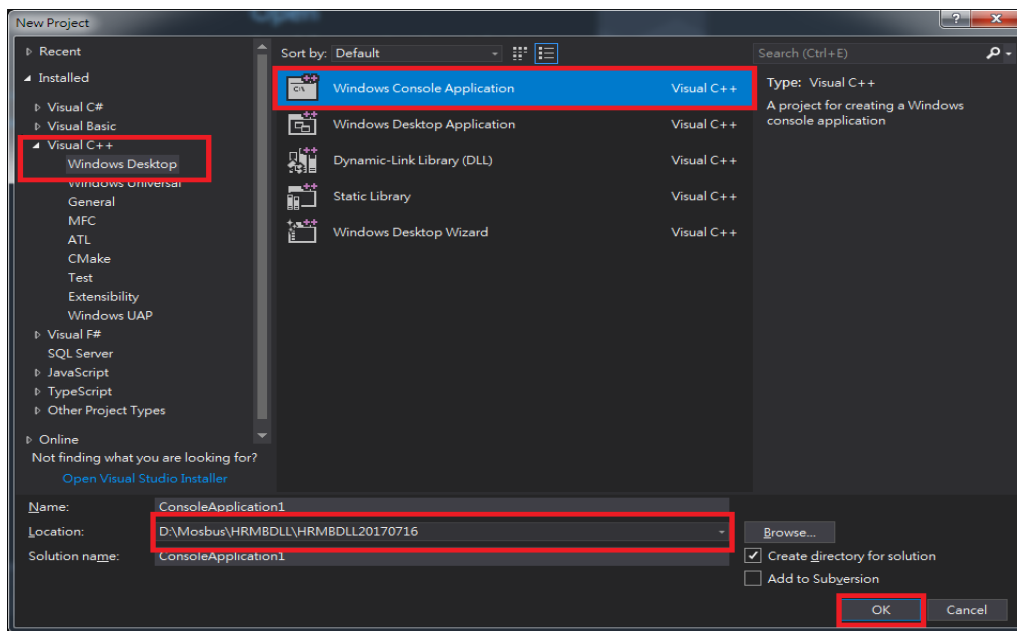 New Project
Recent
Installed
Visual C#
Visual Basic
Visual C++
Windows Desktop
Windows Universal
General
MFC
ATL
CMake
Test
Extensibility
Windows UAP
Visual F#
SQL Server
JavaScript
TypeScript
Other Project Types
Online
Not finding what you are looking for?
Open Visual Studio Installer
Sort by: Default
Windows Console Application Visual C++
Windows Desktop Application Visual C++
Dynamic-Link Library (DLL) Visual C++
Static Library Visual C++
Windows Desktop Wizard Visual C++
Search (Ctrl+E)
Type: Visual C++
A project for creating a Windows
console application
Name: ConsoleApplication1
Location: D:\Mosbus\HRMBDLL\HRMBDLL20170716
Browse...
Solution name: ConsoleApplication1
Create directory for solution
Add to Subversion
OK Cancel